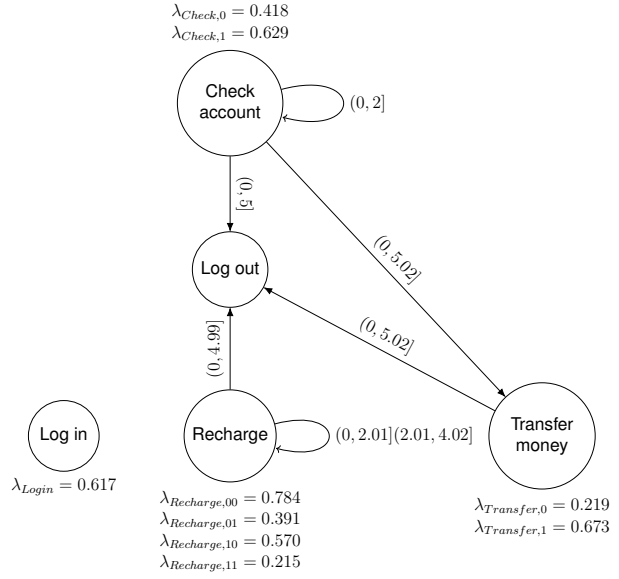 λ_{Check,0} = 0.418
λ_{Check,1} = 0.629
Check
account
(0, 2]
(0, 5]
(0, 5.02]
Log out
(0, 5.02]
(0, 4.99]
Log in
λ_{Login} = 0.617
Recharge
(0, 2.01](2.01, 4.02]
Transfer
money
λ_{Recharge,00} = 0.784
λ_{Recharge,01} = 0.391
λ_{Recharge,10} = 0.570
λ_{Recharge,11} = 0.215
λ_{Transfer,0} = 0.219
λ_{Transfer,1} = 0.673